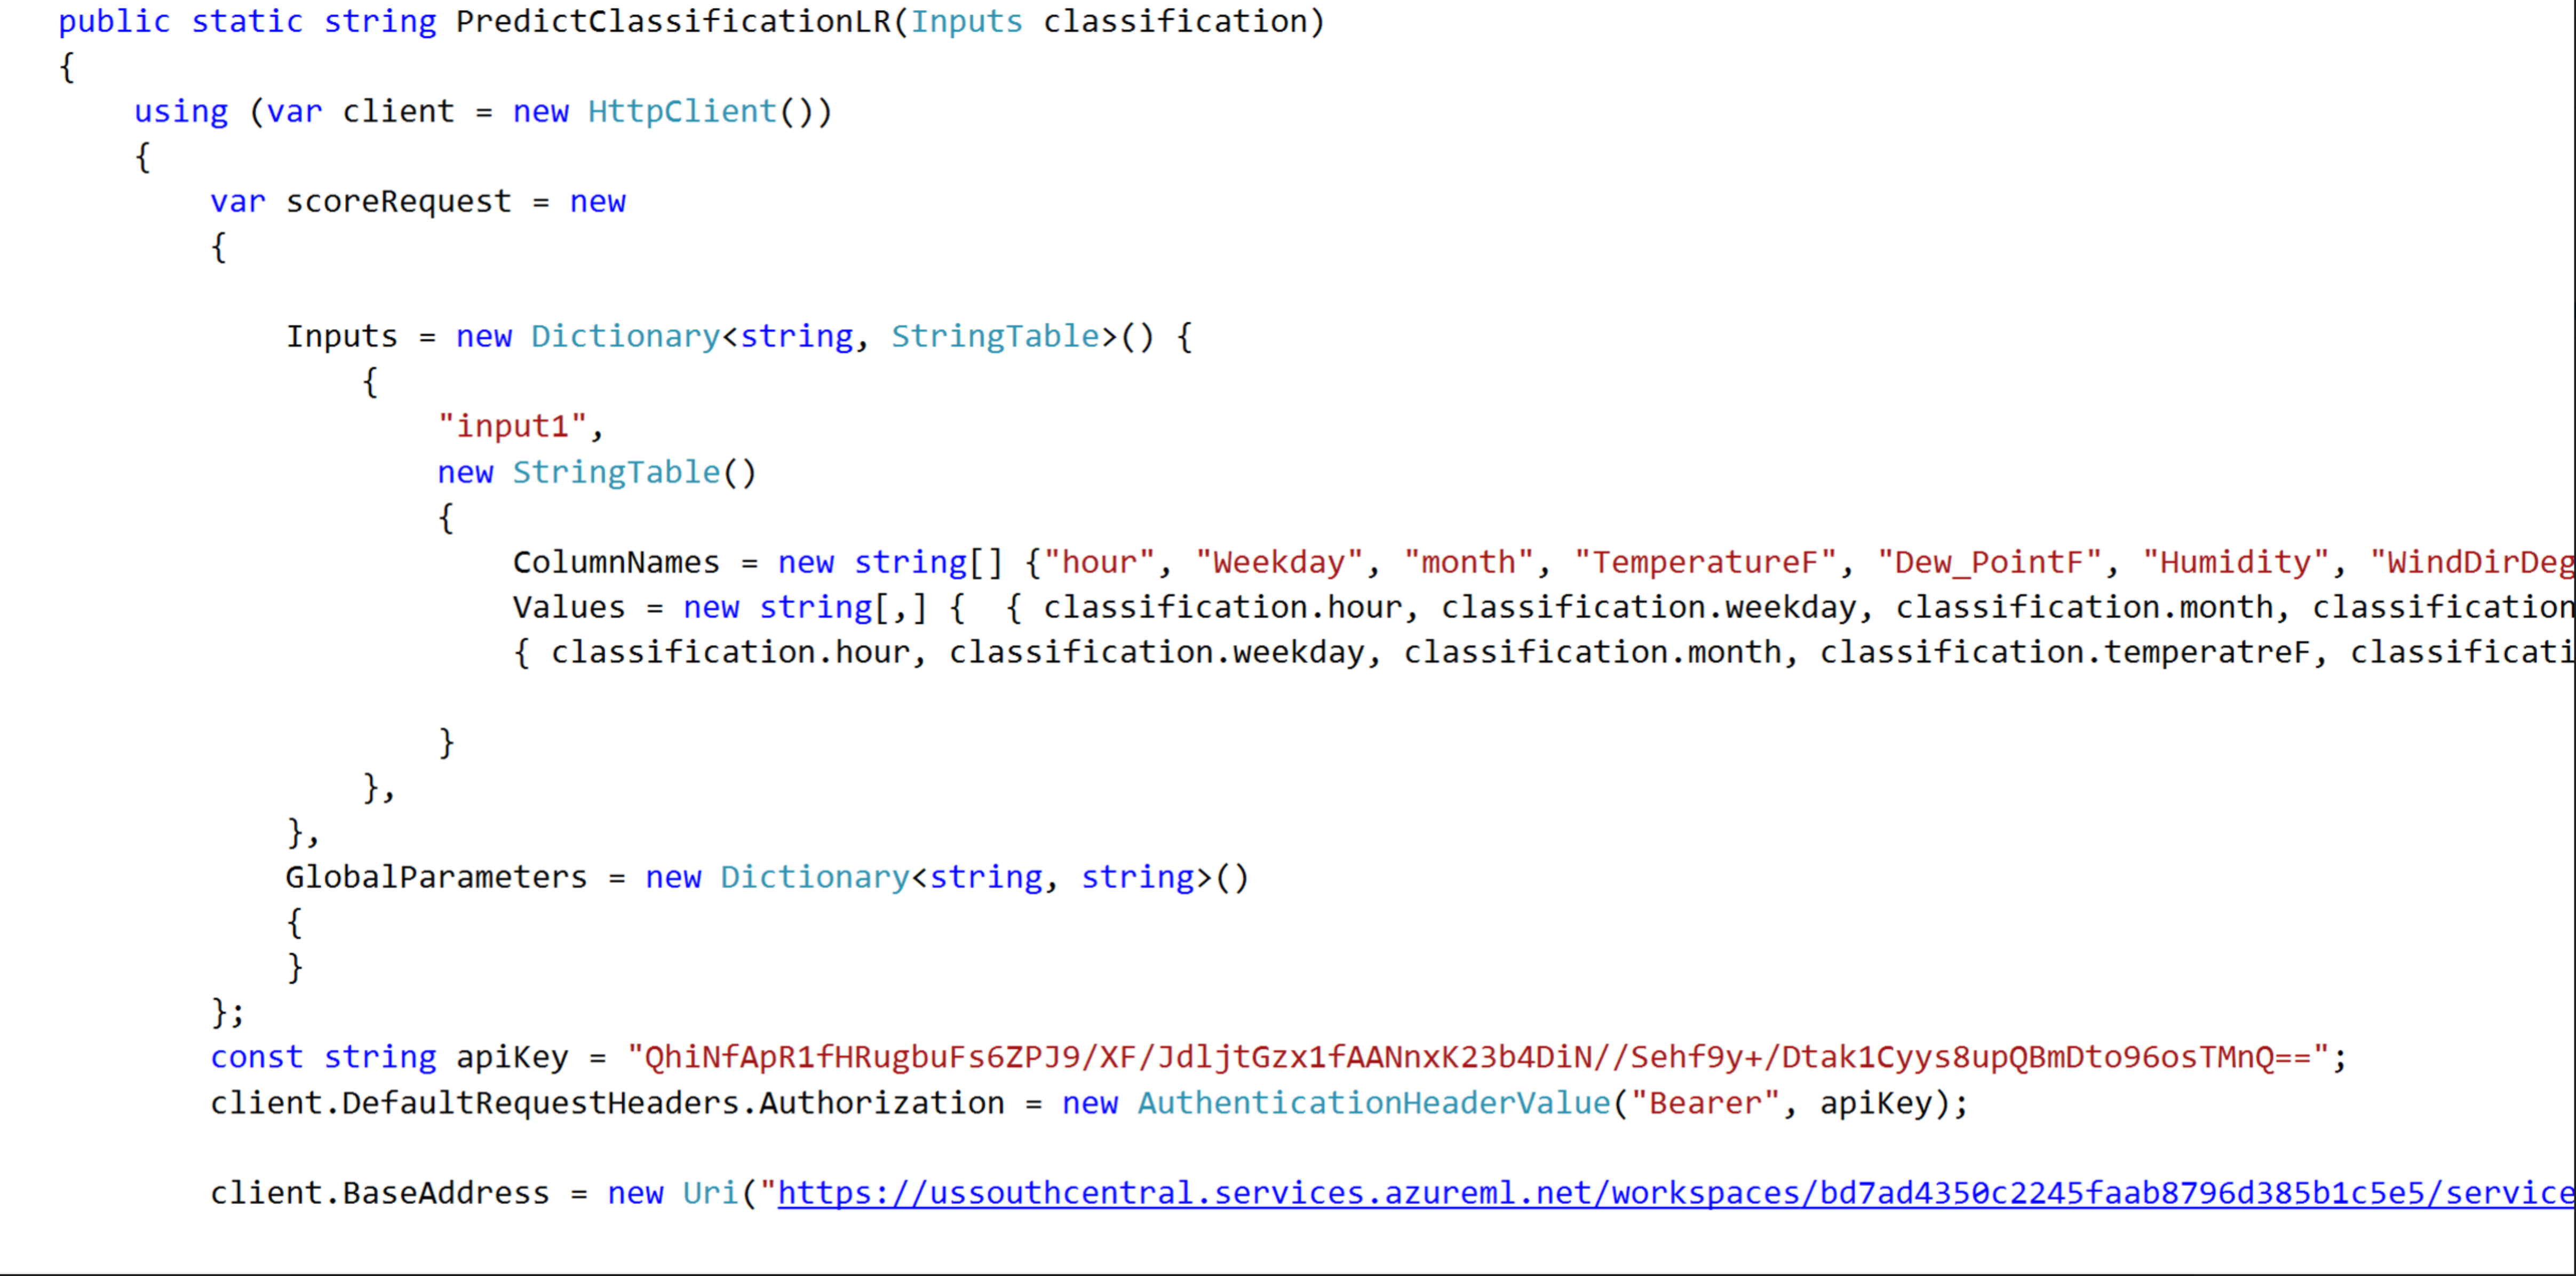 public static string PredictClassificationLR(Inputs classification)
{
using (var client = new HttpClient())
{
var scoreRequest = new
{
Inputs = new Dictionary<string, StringTable>() {
{
"input1",
new StringTable()
{
ColumnNames = new string[] {"hour", "Weekday", "month", "TemperatureF", "Dew_PointF", "Humidity", "WindDirDeg
Values = new string[,] {  { classification.hour, classification.weekday, classification.month, classification
{ classification.hour, classification.weekday, classification.month, classification.temperatreF, classificati
}
},
},
GlobalParameters = new Dictionary<string, string>()
{
}
};
const string apiKey = "QhiNfApR1fHRugbuFs6ZPJ9/XF/JdljtGzx1fAANnxK23b4DiN//Sehf9y+/Dtak1Cyys8upQBmDto96osTMnQ==";
client.DefaultRequestHeaders.Authorization = new AuthenticationHeaderValue("Bearer", apiKey);
client.BaseAddress = new Uri("https://ussouthcentral.services.azureml.net/workspaces/bd7ad4350c2245faab8796d385b1c5e5/service